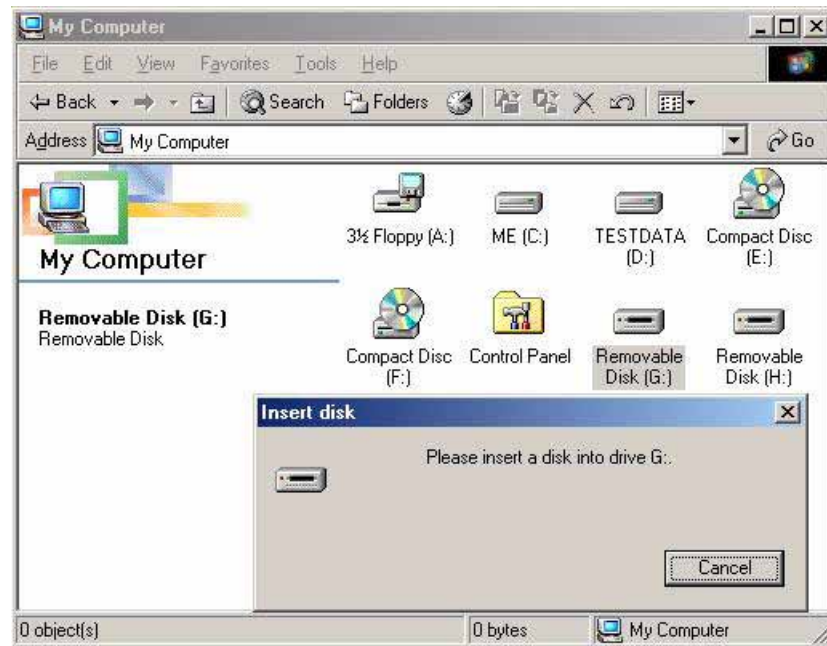 My Computer
File Edit View Favorites Tools Help
Back Search Folders
Address My Computer Go
My Computer
Removable Disk (G:)
Removable Disk
3½ Floppy (A:)
ME (C:)
TESTDATA
(D:)
Compact Disc
(E:)
Compact Disc
(F:)
Control Panel
Removable
Disk (G:)
Removable
Disk (H:)
Insert disk
Please insert a disk into drive G:.
Cancel
0 object(s) 0 bytes My Computer